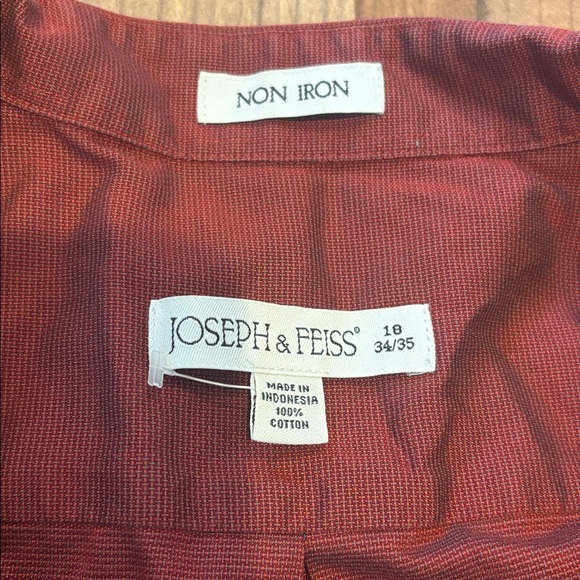 NON IRON
JOSEPH & FEISS® 18
34/35
MADE IN
INDONESIA
100%
COTTON